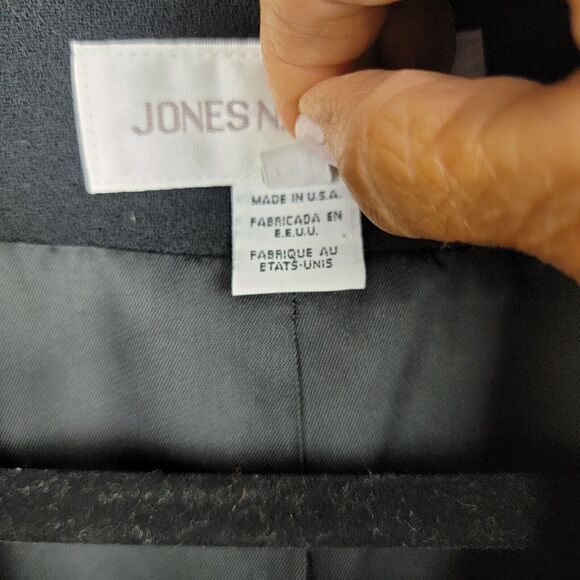 JONES N
MADE IN U.S.A.
FABRICADA EN
E.E.U.U.
FABRIQUE AU
ETATS-UNIS